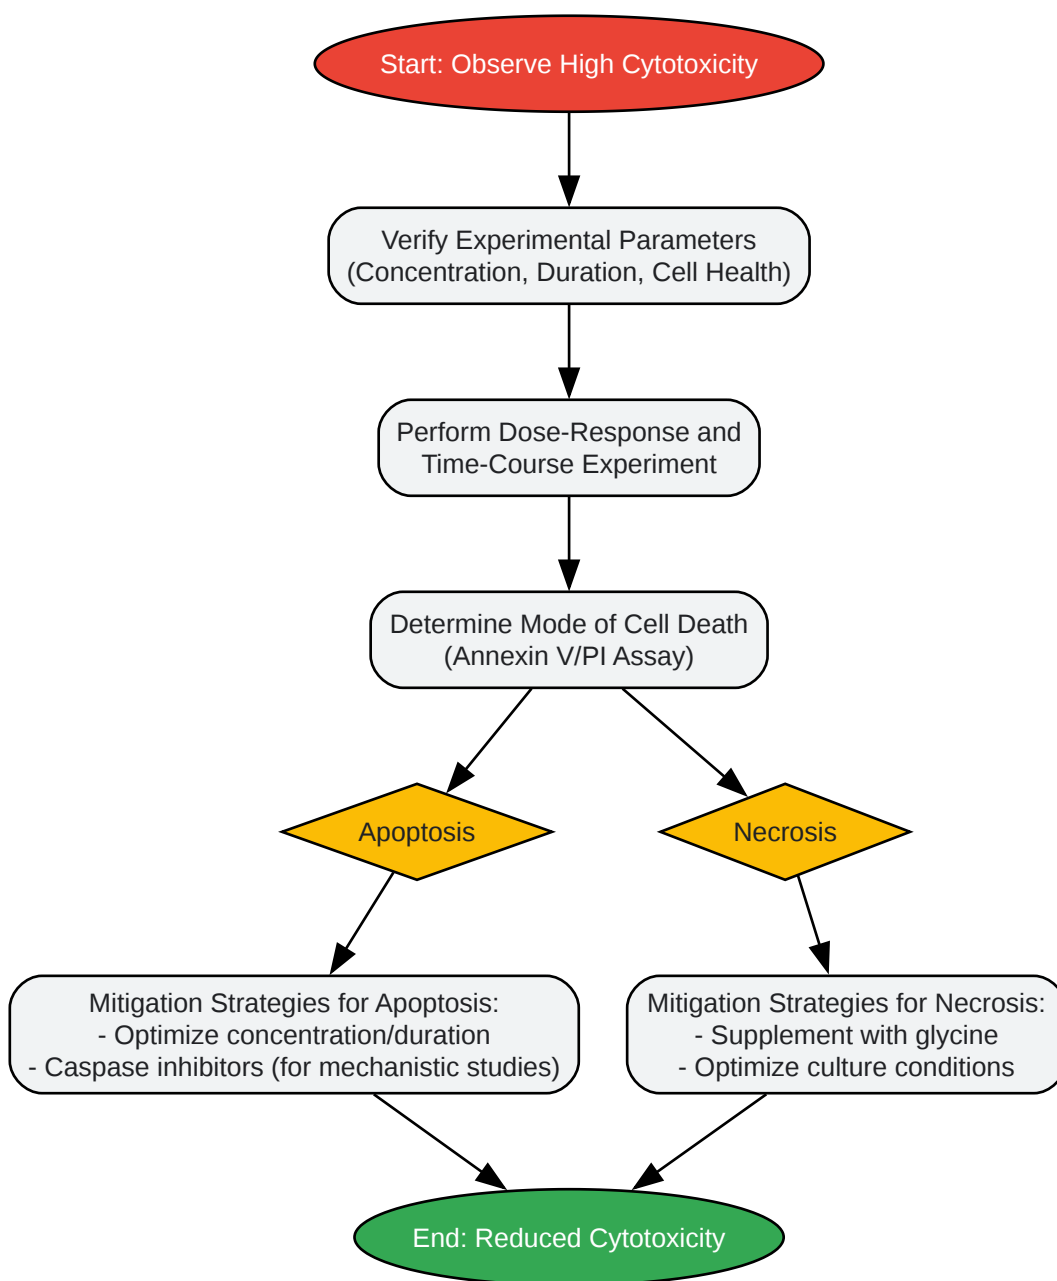 Start: Observe High Cytotoxicity
Verify Experimental Parameters
(Concentration, Duration, Cell Health)
Perform Dose-Response and
Time-Course Experiment
Determine Mode of Cell Death
(Annexin V/PI Assay)
Apoptosis
Necrosis
Mitigation Strategies for Apoptosis:
- Optimize concentration/duration
- Caspase inhibitors (for mechanistic studies)
Mitigation Strategies for Necrosis:
- Supplement with glycine
- Optimize culture conditions
End: Reduced Cytotoxicity